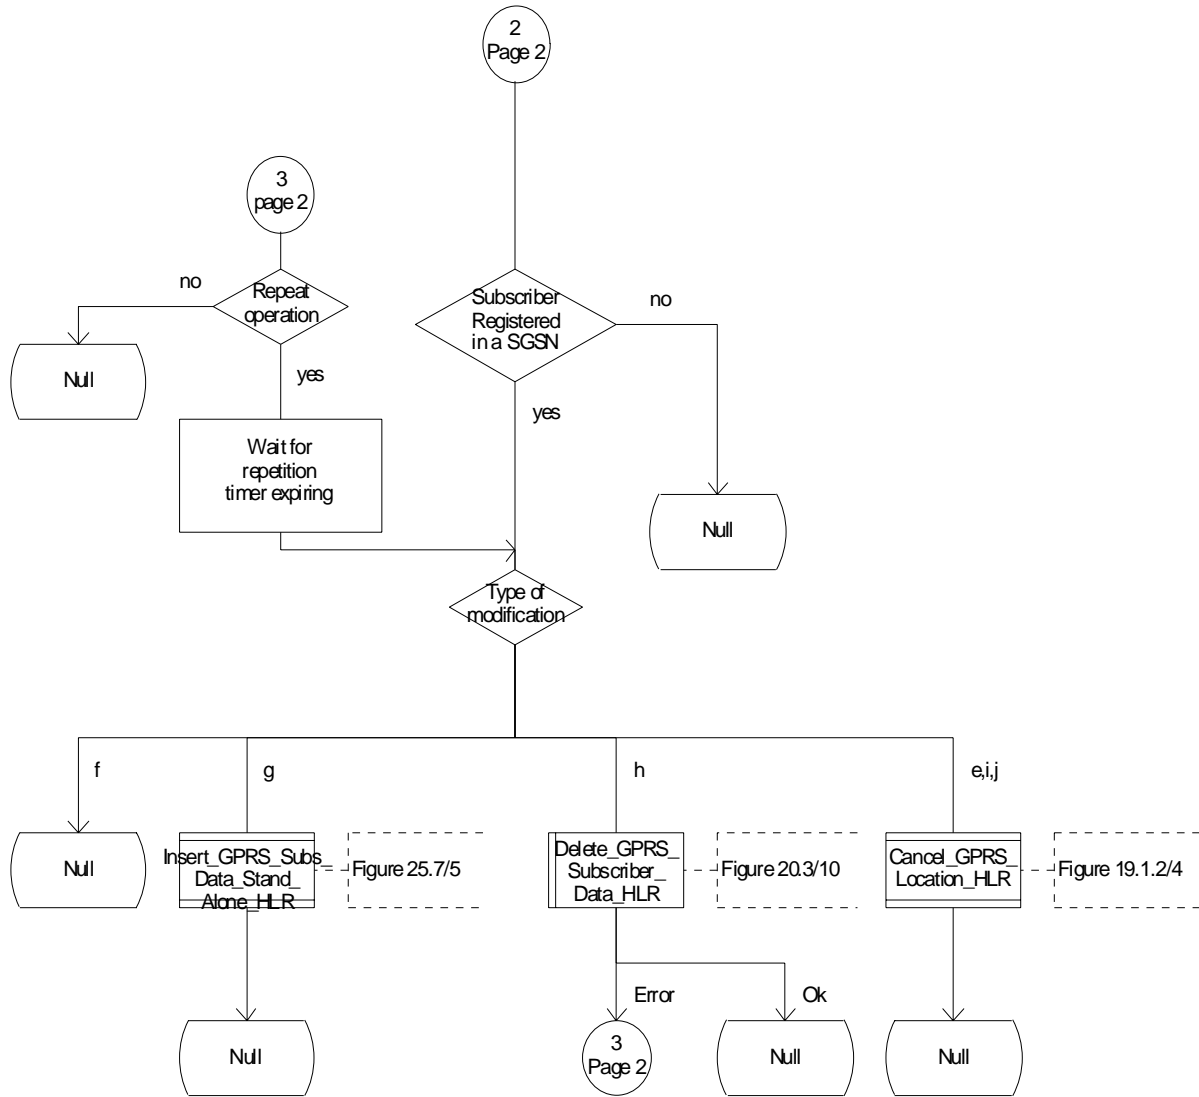 2
Page 2
3
page 2
no
Repeat
operation
Subscriber
Registered
in a SGSN
no
Null
yes
yes
Wait for
repetition
timer expiring
Null
Type of
modification
f
g
h
e,i,j
Null
Insert_GPRS_Subs_
Data_Stand_
Alone_HLR
Figure 25.7/5
Delete_GPRS_
Subscriber_
Data_HLR
Figure 20.3/10
Cancel_GPRS_
Location_HLR
Figure 19.1.2/4
Error
Ok
Null
3
Page 2
Null
Null